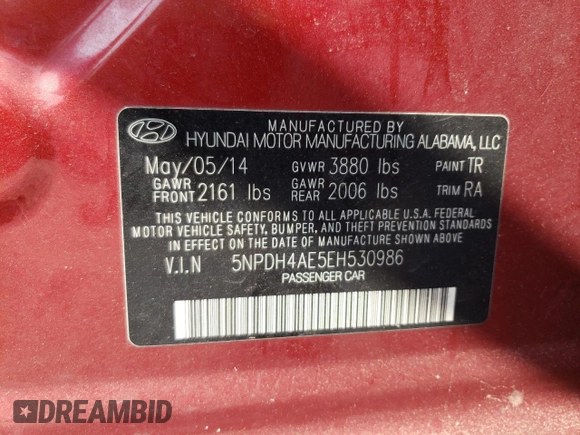 MANUFACTURED BY
HYUNDAI MOTOR MANUFACTURING ALABAMA, LLC
May/05/14 GVWR 3880 lbs PAINT TR
GAWR FRONT 2161 lbs GAWR REAR 2006 lbs TRIM RA
THIS VEHICLE CONFORMS TO ALL APPLICABLE U.S.A. FEDERAL
MOTOR VEHICLE SAFETY, BUMPER, AND THEFT PREVENTION STANDARDS
IN EFFECT ON THE DATE OF MANUFACTURE SHOWN ABOVE.
V.I.N 5NPDH4AE5EH530986
PASSENGER CAR
DREAMBID